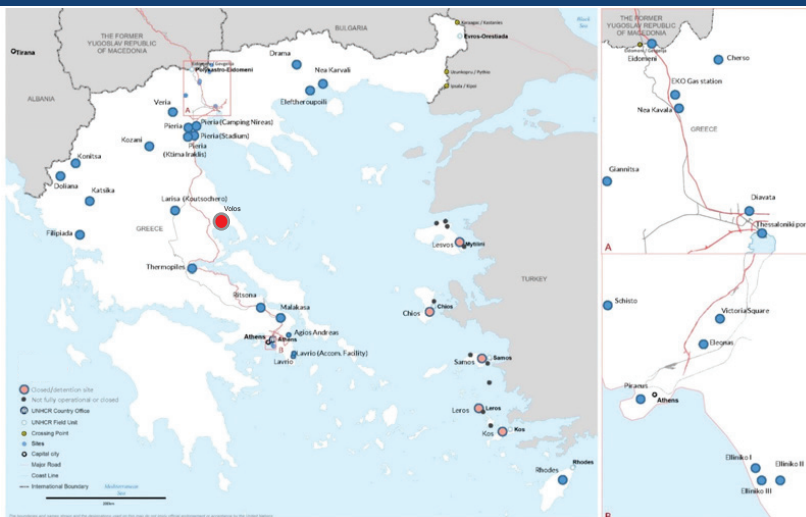 BULGARIA
THE FORMER
YUGOSLAV REPUBLIC
OF MACEDONIA
Tirana
ALBANIA
Black
Sea
Evros-Orestiada
Drama
Nea Karvali
Eleftheroupoili
Polykastro-Eidomeni
A
Veria
Pieria
Pieria (Camping Nireas)
Pieria (Stadium)
Pieria
(Ktima Iraklis)
Kozani
Konitsa
Doliana
Katsika
Filipiada
Larisa (Koutsochero)
Volos
GREECE
Thermopiles
Ritsona
Malakasa
Agios Andreas
Athens
Athens
Lavrio
Lavrio (Accom. Facility)
Lesvos
Mytilini
TURKEY
Chios
Chios
Samos
Samos
Leros
Leros
Kos
Kos
Rhodes
Rhodes
Closed/detention site
Not fully operational or closed
UNHCR Country Office
UNHCR Field Unit
Crossing Point
Sites
Capital city
Major Road
Coast Line
International Boundary
Mediterranean
Sea
THE FORMER
YUGOSLAV REPUBLIC
OF MACEDONIA
Eidomeni
Cherso
EKO Gas station
Nea Kavala
GREECE
Giannitsa
Diavata
Thessaloniki port
A
Schisto
Victoria Square
Eleonas
Piraeus
Athens
Elliniko I
Elliniko II
Elliniko III
B